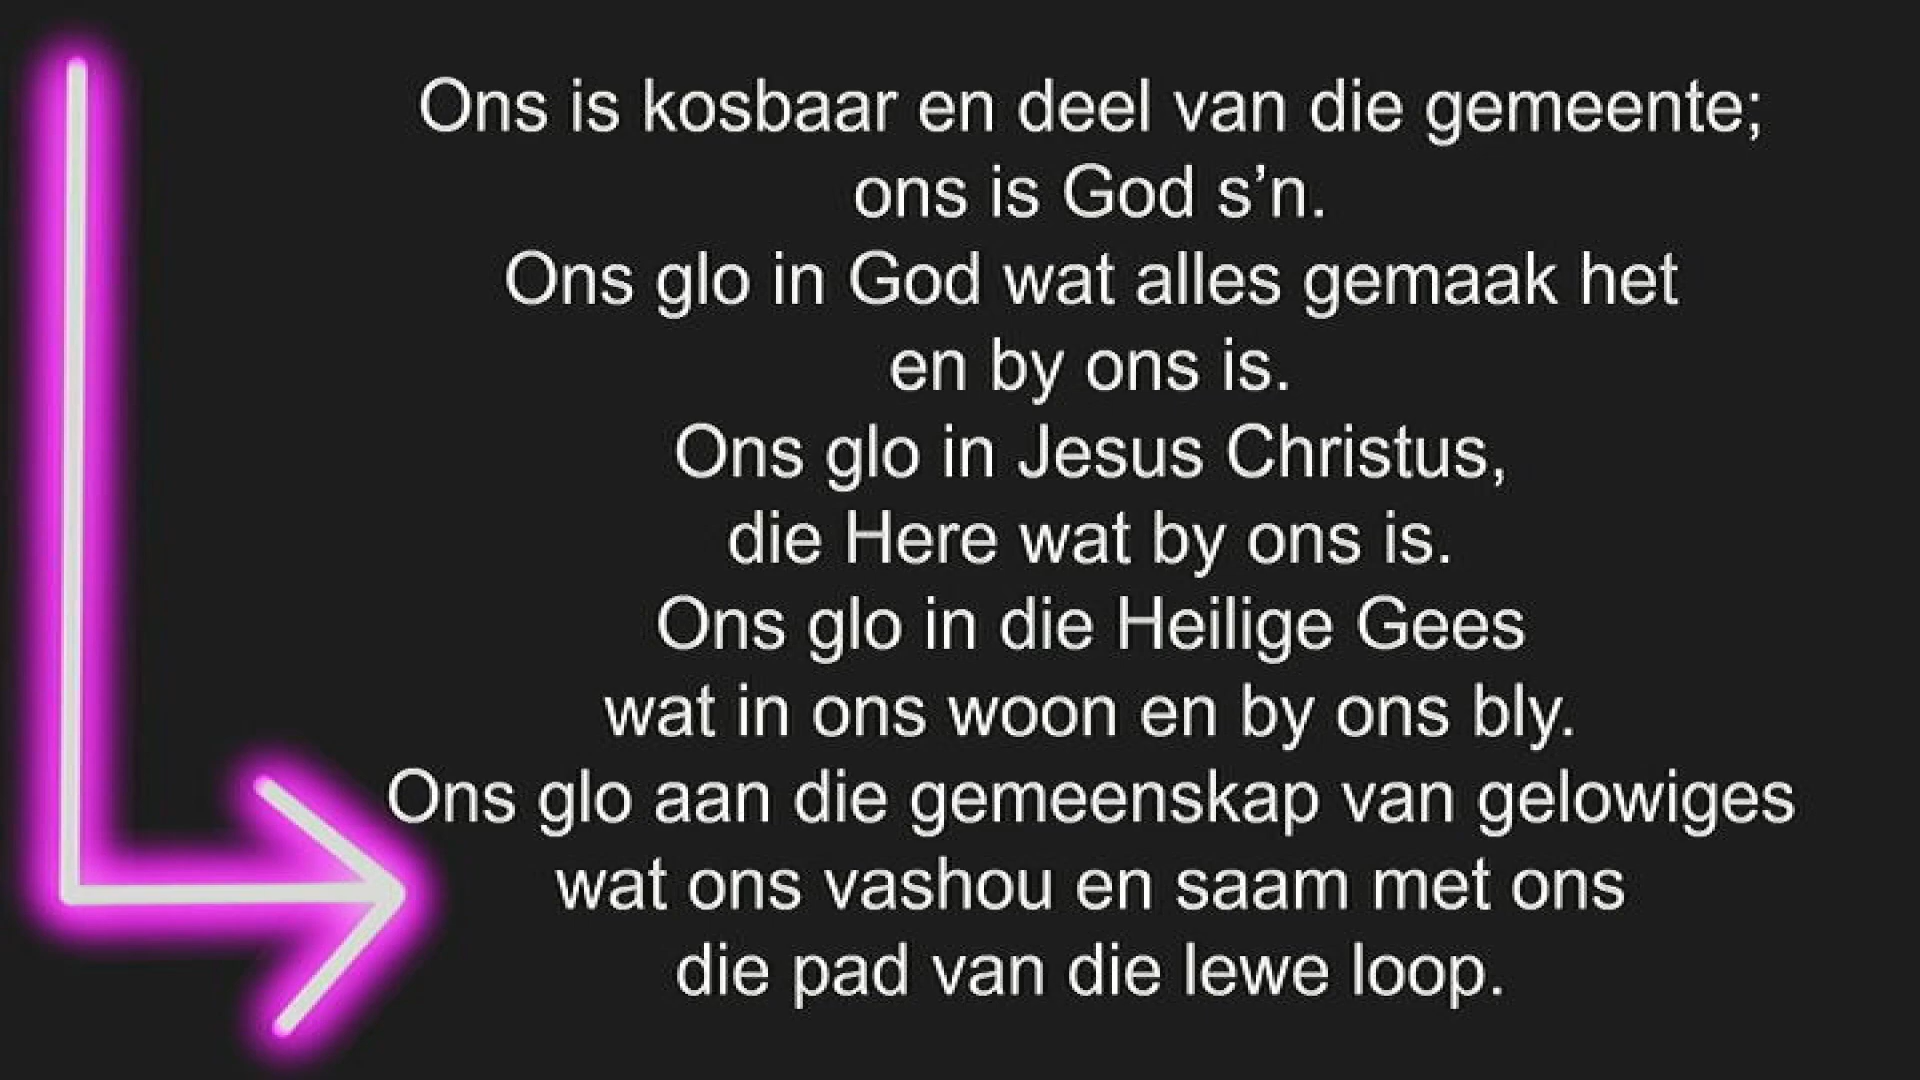 Ons is kosbaar en deel van die gemeente;
ons is God s’n.
Ons glo in God wat alles gemaak het
en by ons is.
Ons glo in Jesus Christus,
die Here wat by ons is.
Ons glo in die Heilige Gees
wat in ons woon en by ons bly.
Ons glo aan die gemeenskap van gelowiges
wat ons vashou en saam met ons
die pad van die lewe loop.